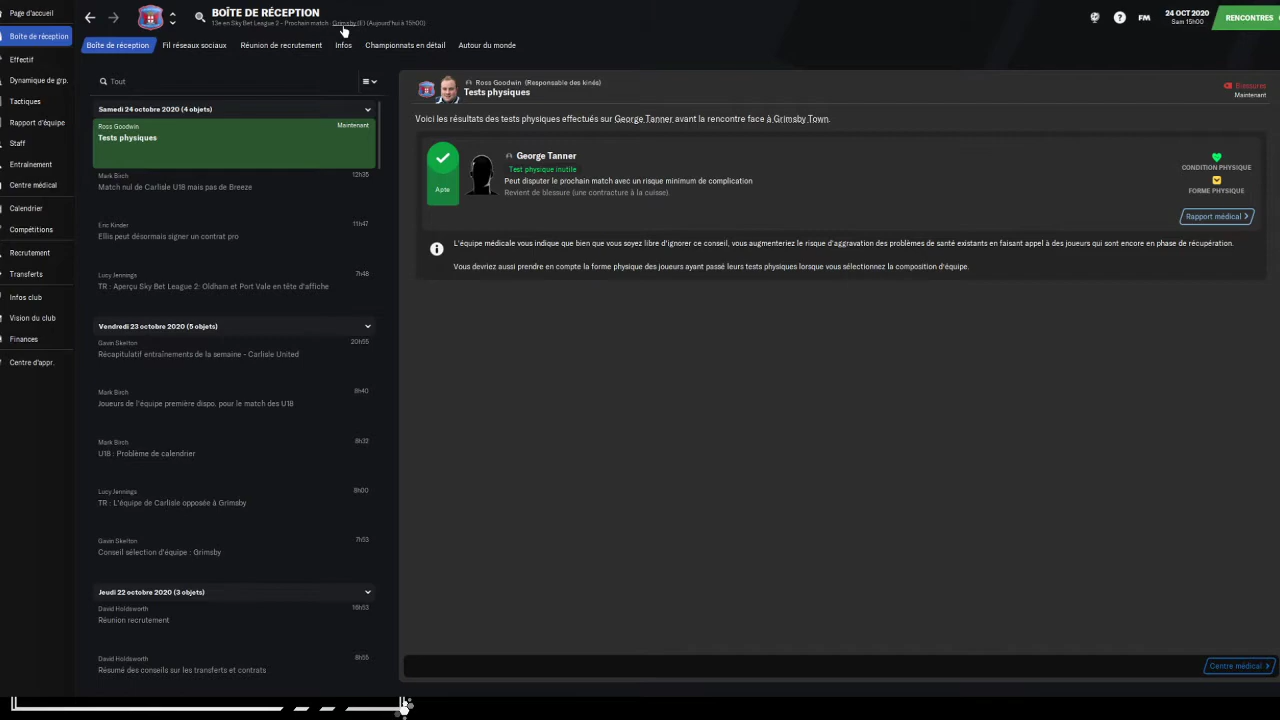 Page d'accueil
Boîte de réception
Effectif
Dynamique de grp.
Tactiques
Rapport d'équipe
Staff
Entraînement
Centre médical
Calendrier
Compétitions
Recrutement
Transferts
Infos club
Vision du club
Finances
Centre d'appr.
BOÎTE DE RÉCEPTION
13e en Sky Bet League 2 - Prochain match : Grimsby (E) (Aujourd'hui à 15h00)
24 OCT 2020
Sam 15h00
FM
RENCONTRES
Boîte de réception
Fil réseaux sociaux
Réunion de recrutement
Infos
Championnats en détail
Autour du monde
Tout
Samedi 24 octobre 2020 (4 objets)
Ross Goodwin Maintenant
Tests physiques
Mark Birch 12h35
Match nul de Carlisle U18 mais pas de Breeze
Eric Kinder 11h47
Ellis peut désormais signer un contrat pro
Lucy Jennings 7h48
TR : Aperçu Sky Bet League 2: Oldham et Port Vale en tête d'affiche
Vendredi 23 octobre 2020 (5 objets)
Gavin Skelton 20h55
Récapitulatif entraînements de la semaine - Carlisle United
Mark Birch 8h40
Joueurs de l'équipe première dispo. pour le match des U18
Mark Birch 8h32
U18 : Problème de calendrier
Lucy Jennings 8h00
TR : L'équipe de Carlisle opposée à Grimsby
Gavin Skelton 7h53
Conseil sélection d'équipe : Grimsby
Jeudi 22 octobre 2020 (3 objets)
David Holdsworth 16h53
Réunion recrutement
David Holdsworth 8h55
Résumé des conseils sur les transferts et contrats
Ross Goodwin (Responsable des kinés)
Tests physiques
Blessures
Maintenant
Voici les résultats des tests physiques effectués sur George Tanner avant la rencontre face à Grimsby Town.
Apte
George Tanner
Test physique inutile
Peut disputer le prochain match avec un risque minimum de complication
Revient de blessure (une contracture à la cuisse).
CONDITION PHYSIQUE
FORME PHYSIQUE
Rapport médical
L'équipe médicale vous indique que bien que vous soyez libre d'ignorer ce conseil, vous augmenteriez le risque d'aggravation des problèmes de santé existants en faisant appel à des joueurs qui sont encore en phase de récupération.
Vous devriez aussi prendre en compte la forme physique des joueurs ayant passé leurs tests physiques lorsque vous sélectionnez la composition d'équipe.
Centre médical